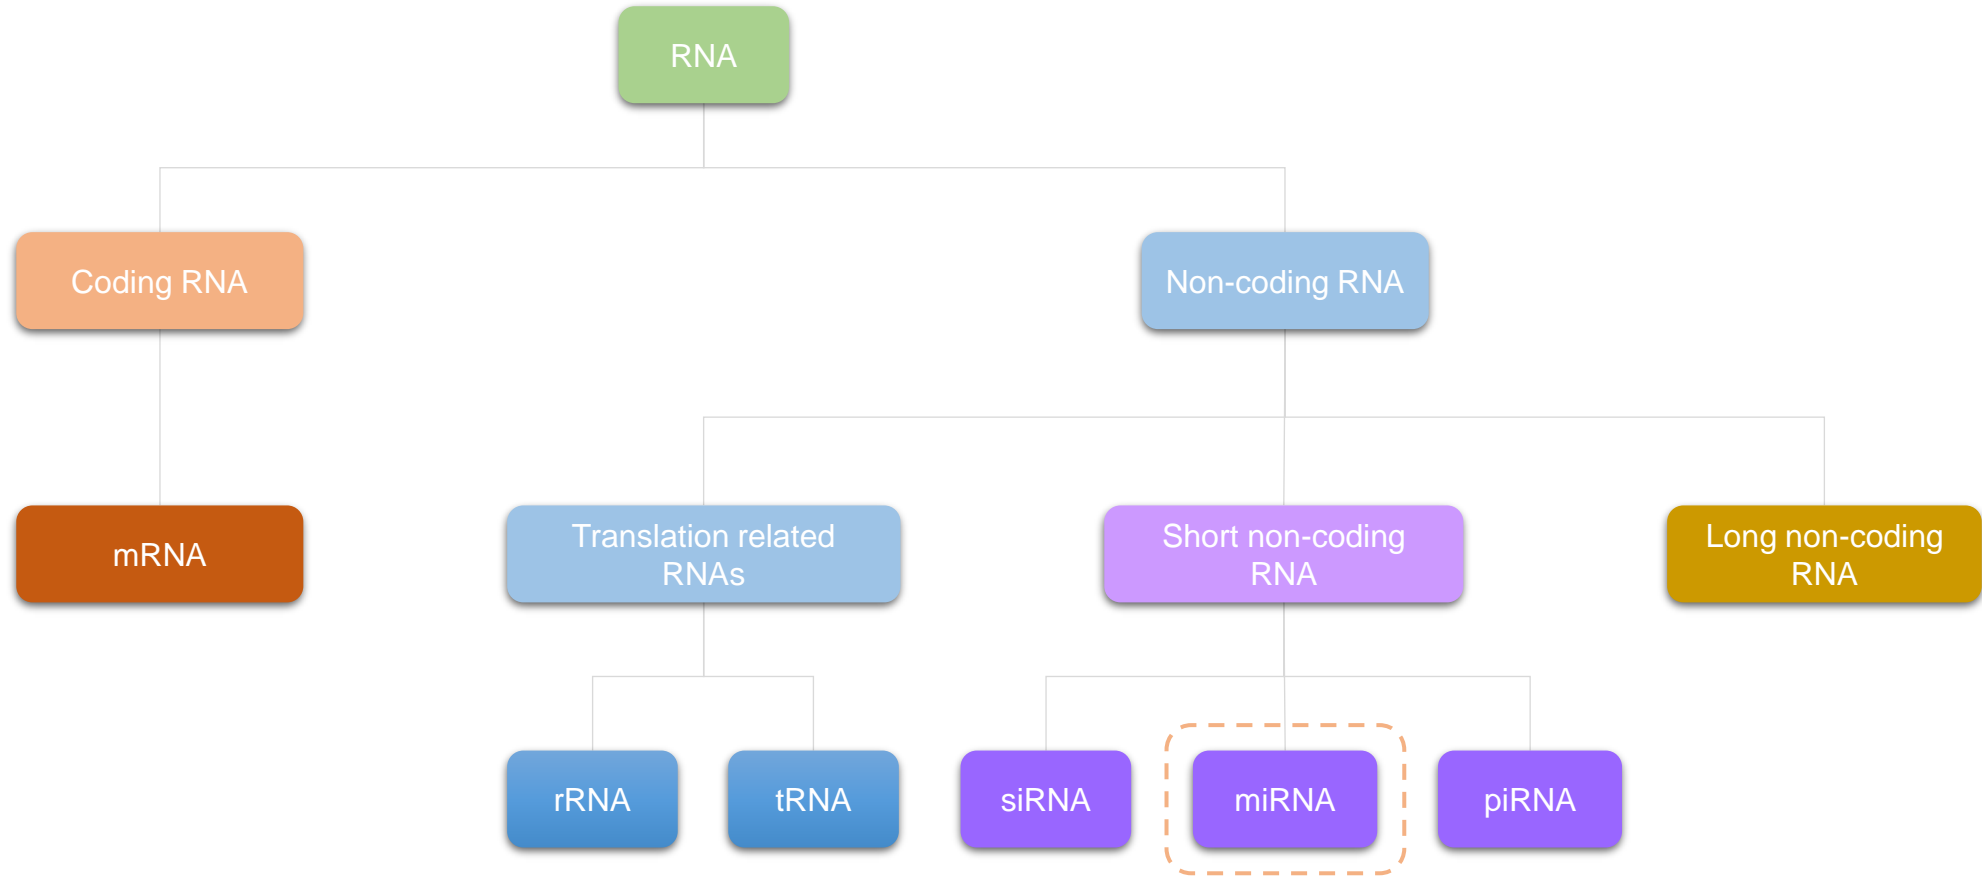 RNA
Coding RNA
Non-coding RNA
mRNA
Translation related
RNAs
Short non-coding
RNA
Long non-coding
RNA
rRNA
tRNA
siRNA
miRNA
piRNA